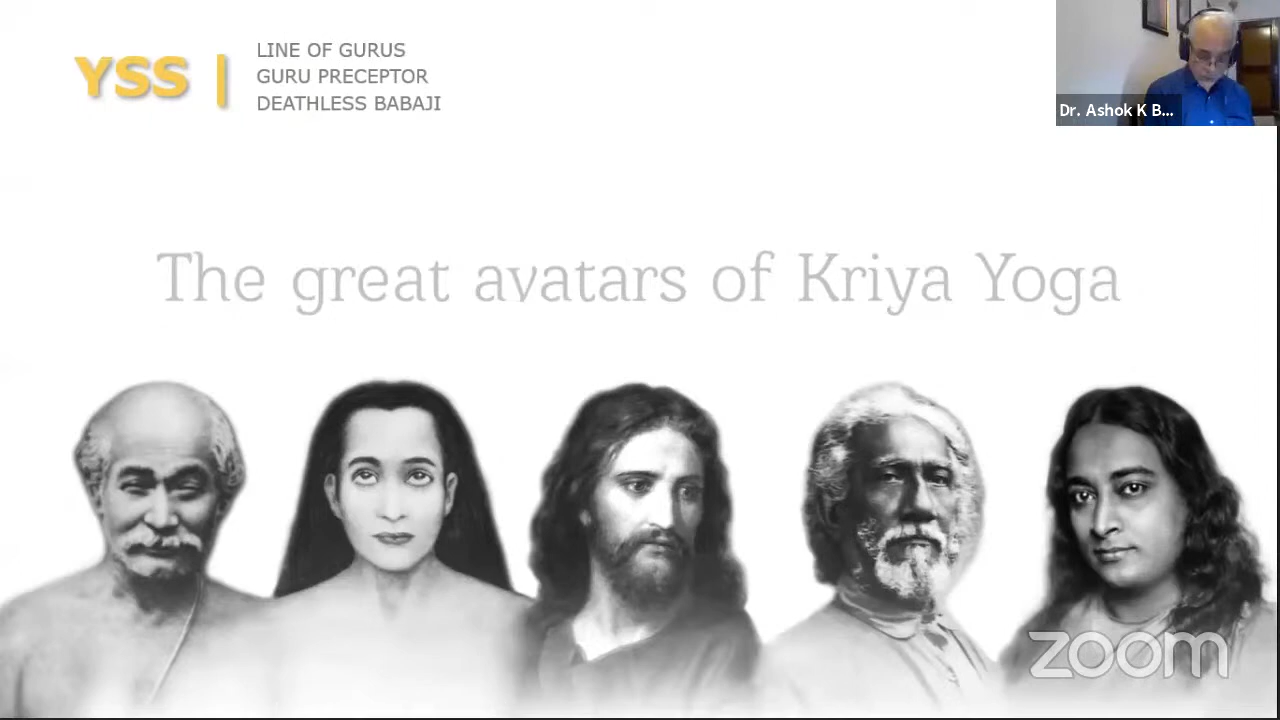 YSS |
LINE OF GURUS
GURU PRECEPTOR
DEATHLESS BABAJI
Dr. Ashok K B...
The great avatars of Kriya Yoga
zoom